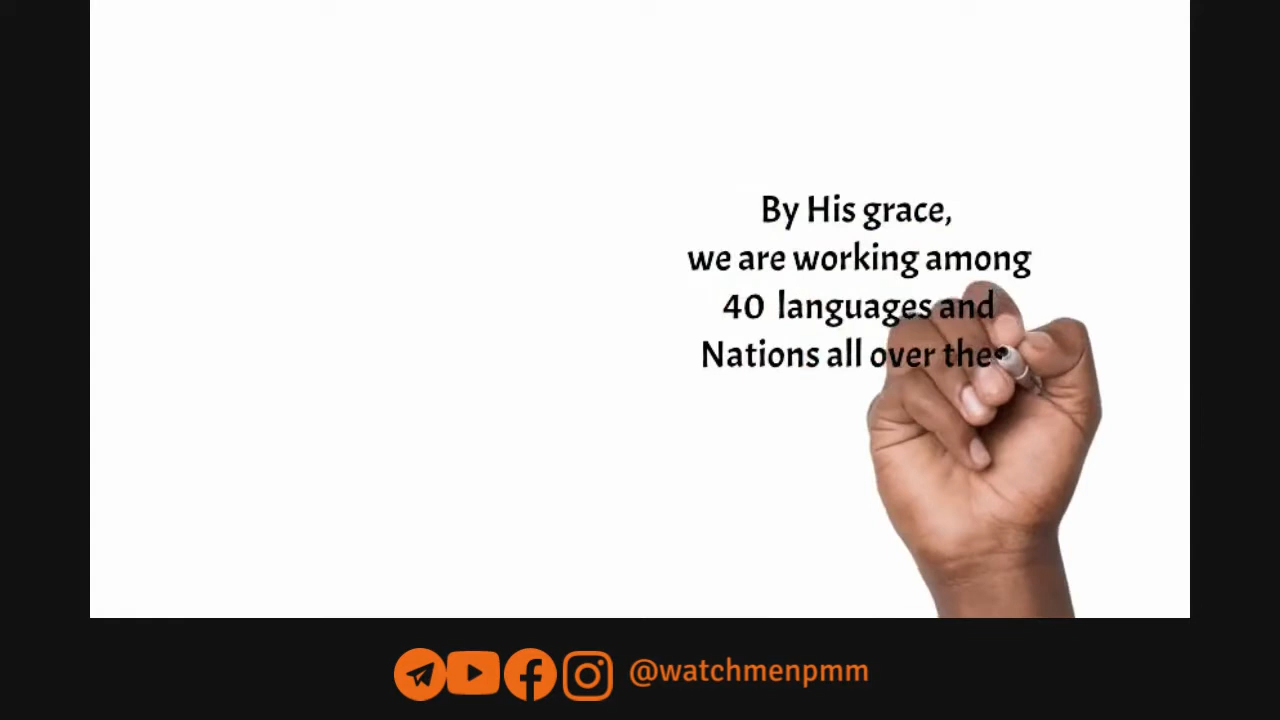 By His grace,
we are working among
40 languages and
Nations all over the
@watchmenpmm